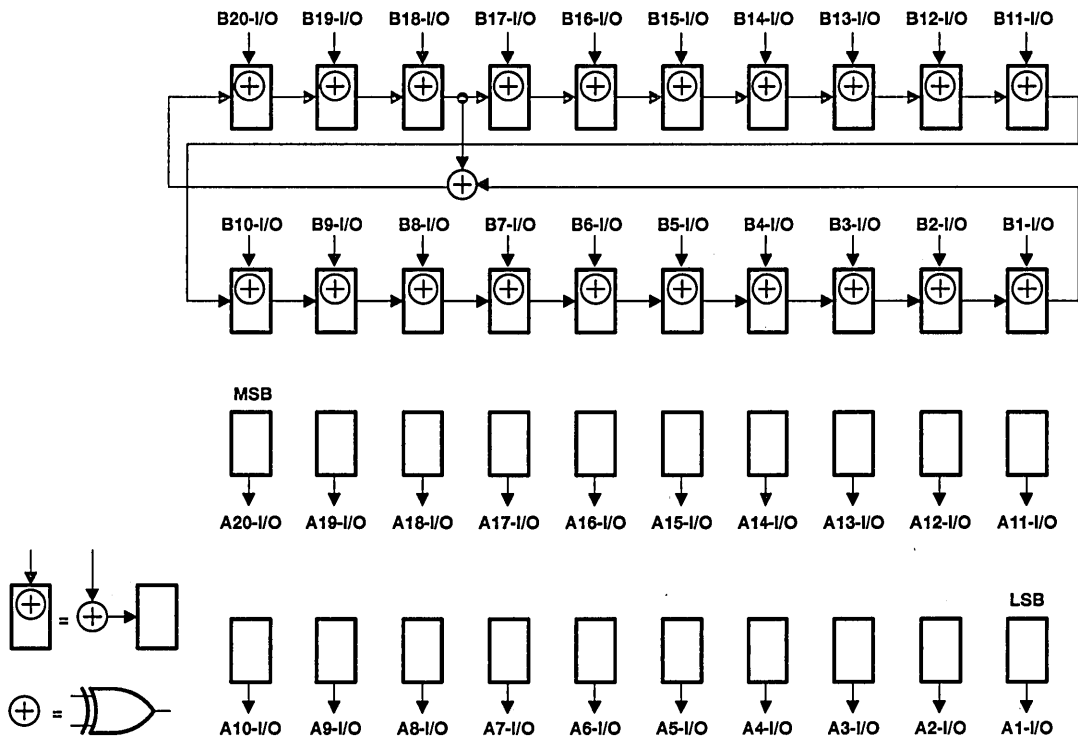 B20-I/O B19-I/O B18-I/O B17-I/O B16-I/O B15-I/O B14-I/O B13-I/O B12-I/O B11-I/O
B10-I/O B9-I/O B8-I/O B7-I/O B6-I/O B5-I/O B4-I/O B3-I/O B2-I/O B1-I/O
MSB
A20-I/O A19-I/O A18-I/O A17-I/O A16-I/O A15-I/O A14-I/O A13-I/O A12-I/O A11-I/O
=
LSB
=
A10-I/O A9-I/O A8-I/O A7-I/O A6-I/O A5-I/O A4-I/O A3-I/O A2-I/O A1-I/O